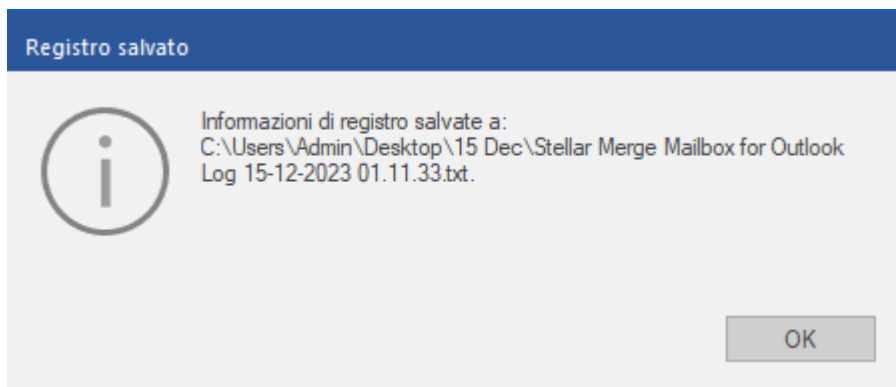 Registro salvato
Informazioni di registro salvate a:
C:\Users\Admin\Desktop\15 Dec\Stellar Merge Mailbox for Outlook
Log 15-12-2023 01.11.33.txt.
OK